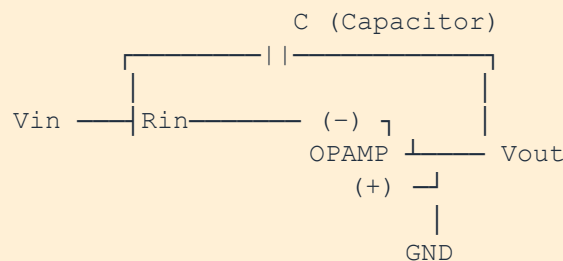 C (Capacitor)
Vin Rin (−)
OPAMP Vout
(+)
GND